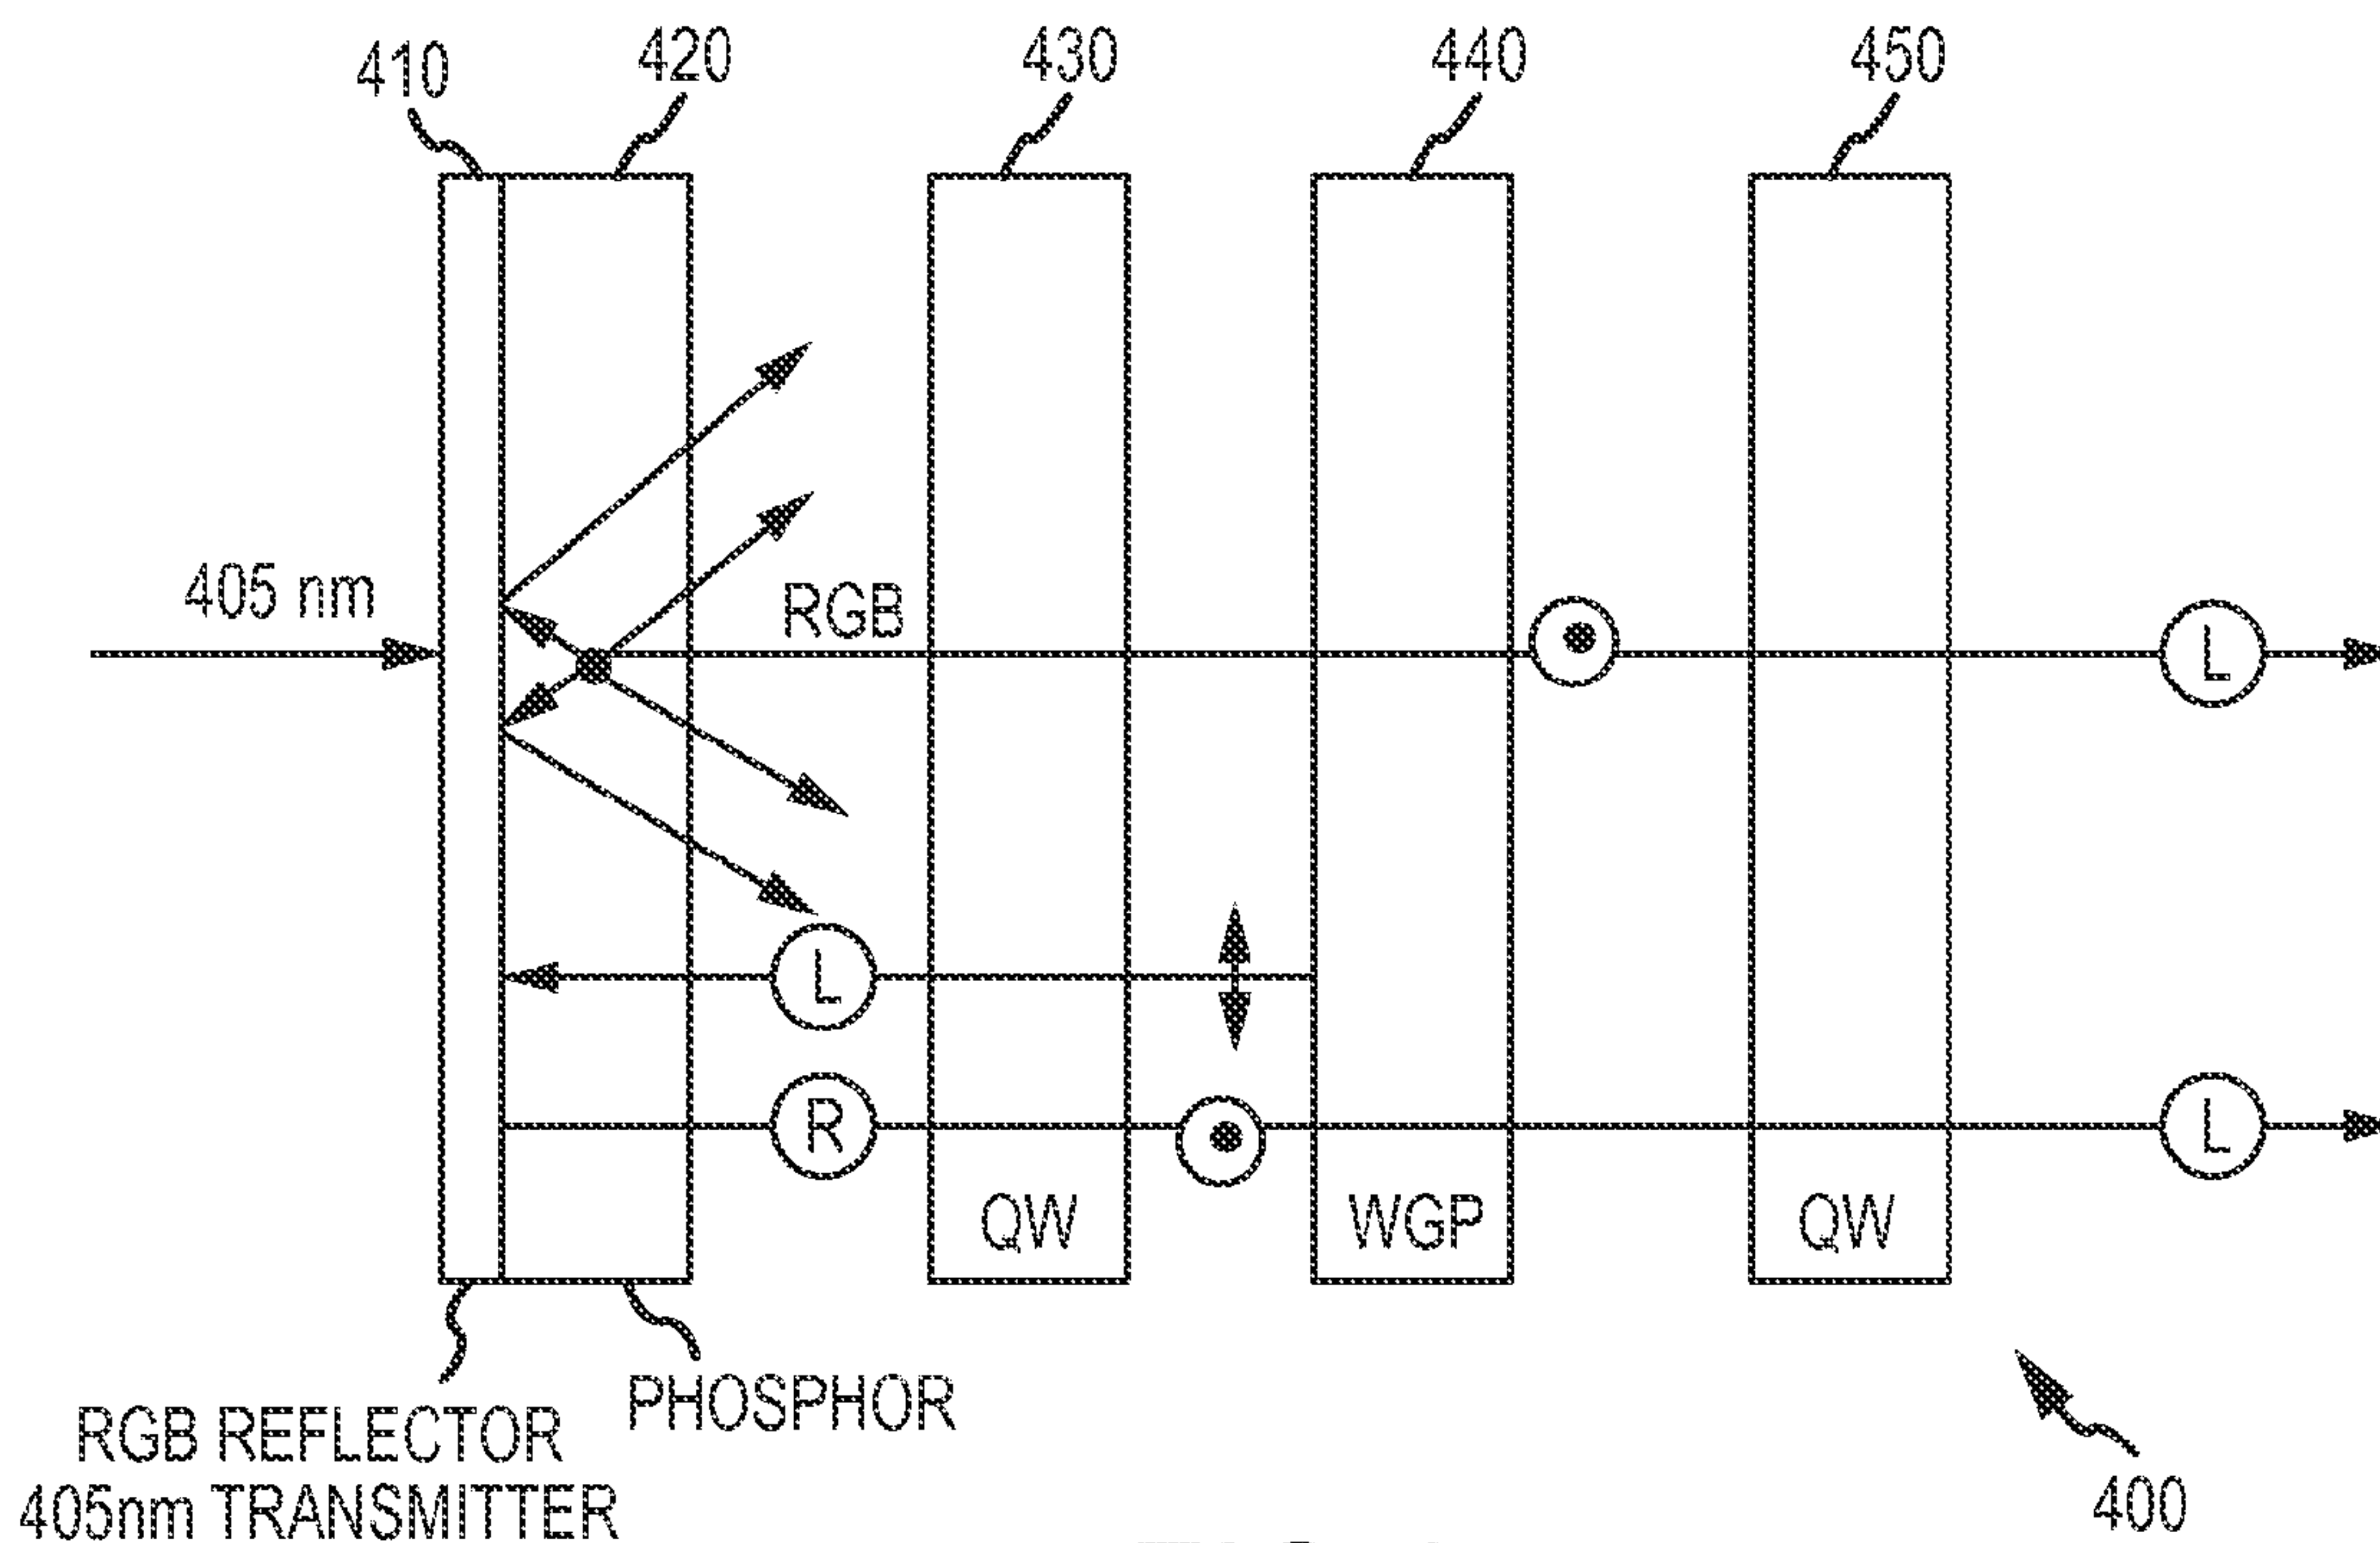 410
420
430
440
450
405 nm
RGB
L
L
R
L
QW
WGP
QW
PHOSPHOR
RGB REFLECTOR
405nm TRANSMITTER
400